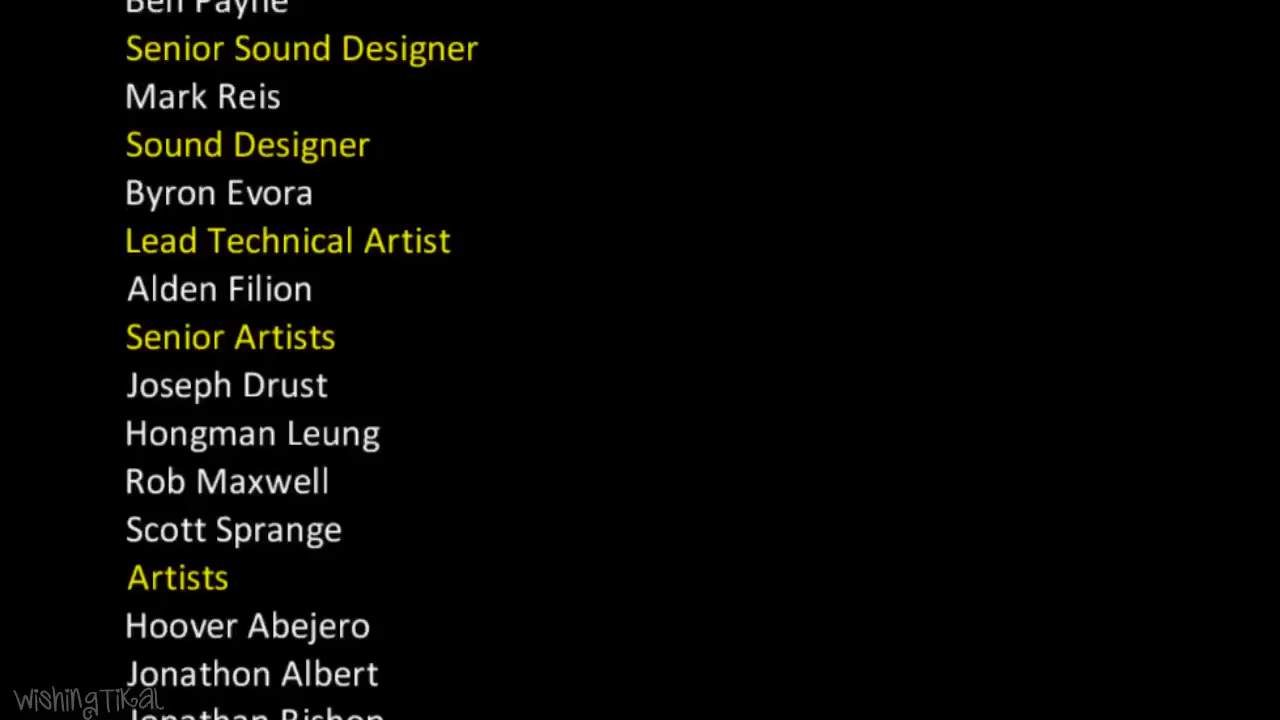 Ben Payne
Senior Sound Designer
Mark Reis
Sound Designer
Byron Evora
Lead Technical Artist
Alden Filion
Senior Artists
Joseph Drust
Hongman Leung
Rob Maxwell
Scott Sprange
Artists
Hoover Abejero
Jonathon Albert
Jonathan Bishop
wishingTikal